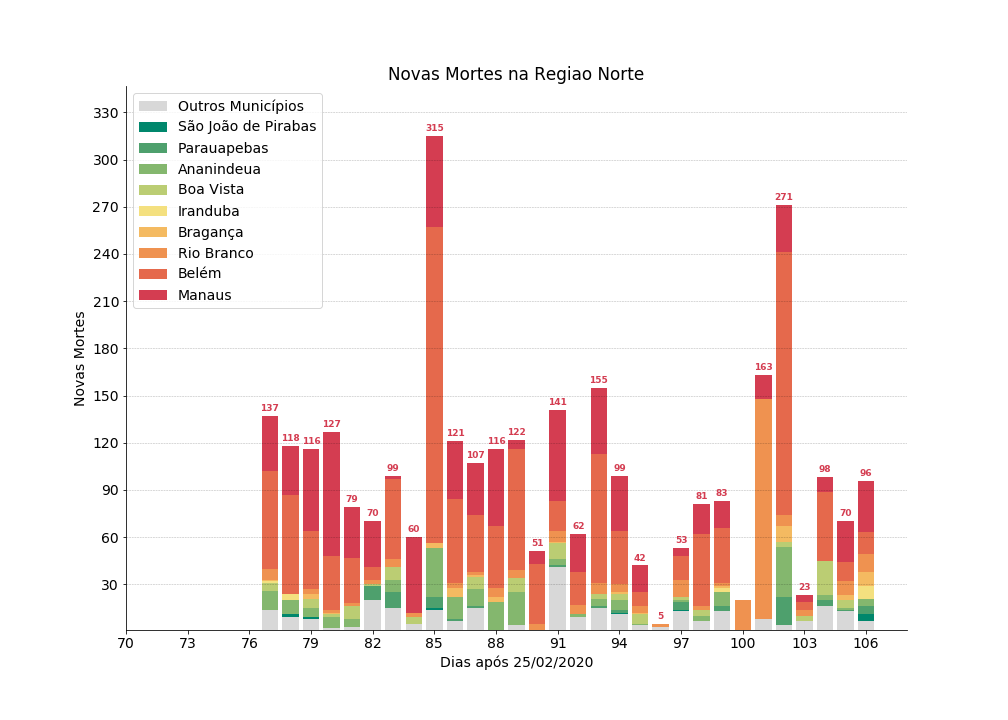 Novas Mortes na Regiao Norte
Novas Mortes
330
300
270
240
210
180
150
120
90
60
30
Outros Municípios
São João de Pirabas
Parauapebas
Ananindeua
Boa Vista
Iranduba
Bragança
Rio Branco
Belém
Manaus
137 118 116 127 79 70 99 60 315 121 107 116 122 51 141 62 155 99 42 5 53 81 83 163 271 23 98 70 96
70 73 76 79 82 85 88 91 94 97 100 103 106
Dias após 25/02/2020